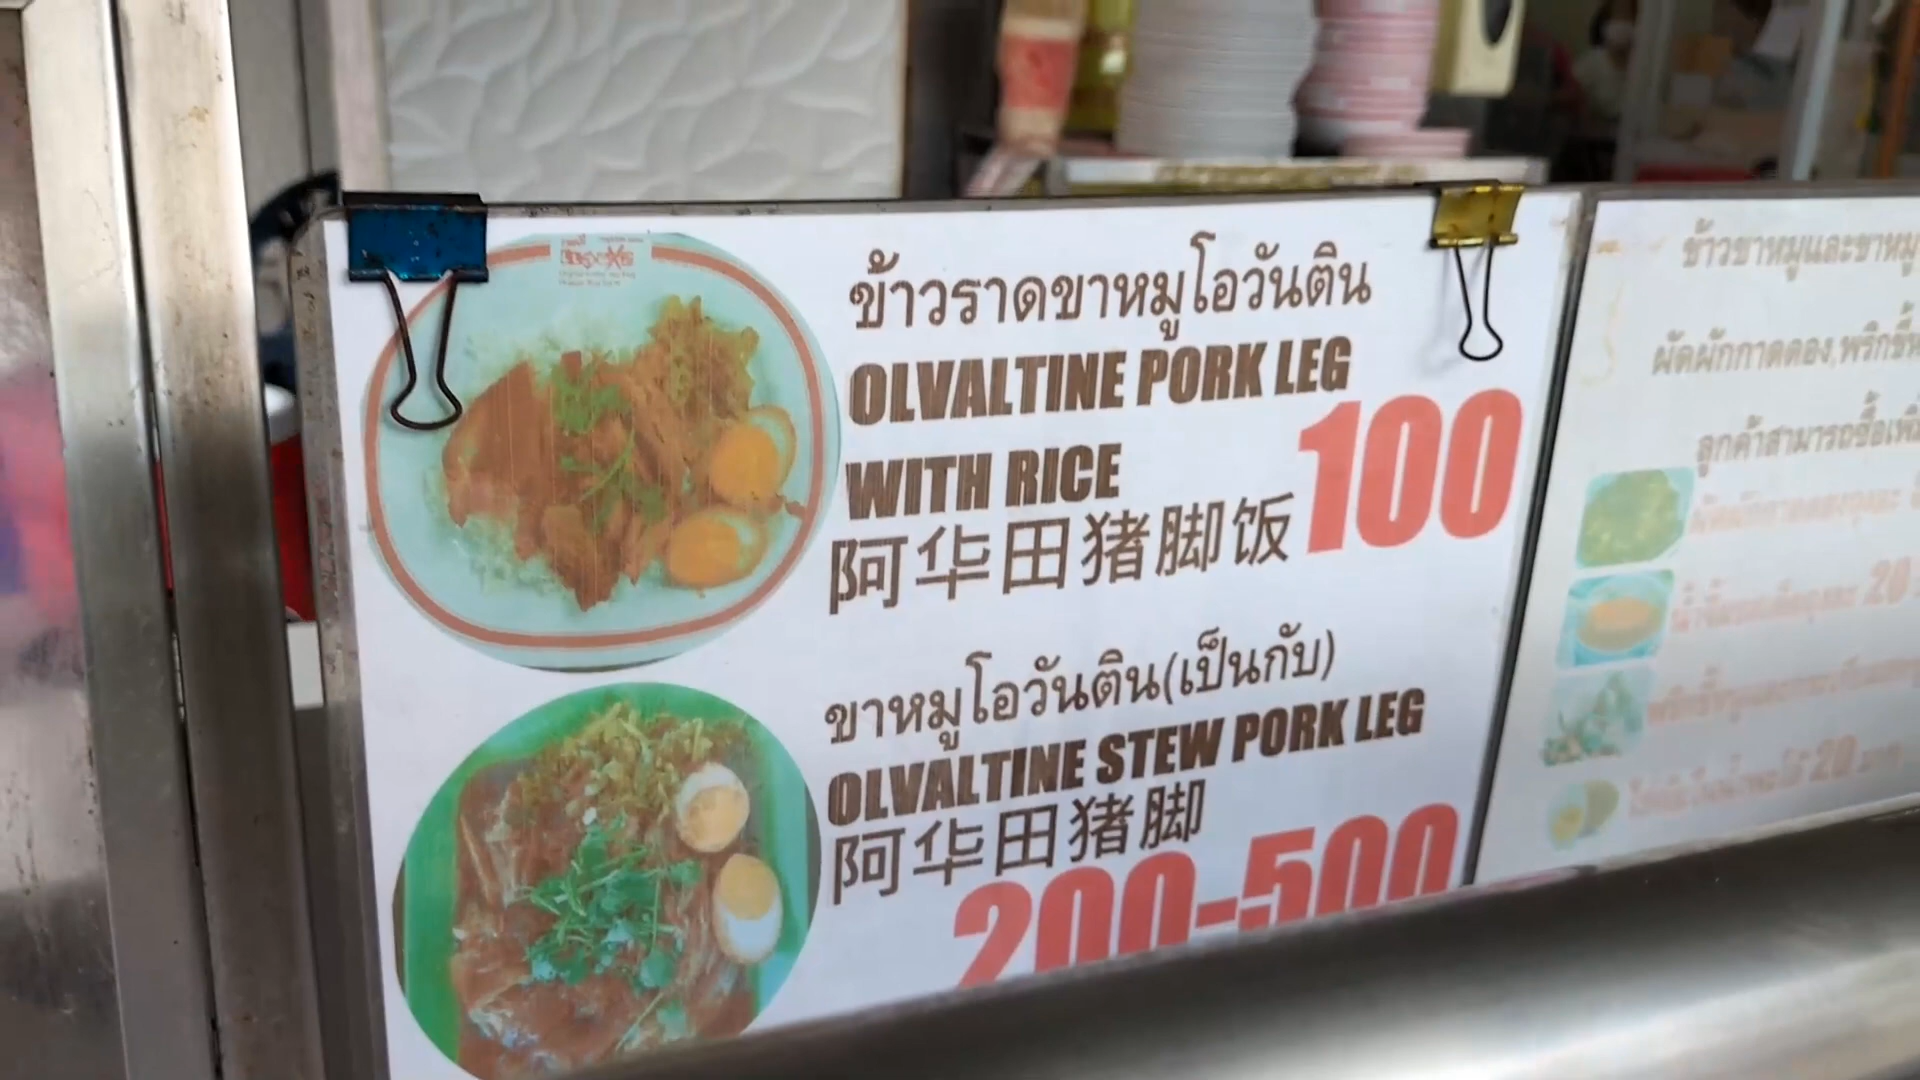 ข้าวราดขาหมูโอวันติน
OLVALTINE PORK LEG
WITH RICE
阿华田猪脚饭
100
ขาหมูโอวันติน(เป็นกับ)
OLVALTINE STEW PORK LEG
阿华田猪脚
200-500
ข้าวขาหมูและขาหมู
ผัดผักกาดดอง,พริกขี้ห
ลูกค้าสามารถซื้อเพิ่
20
20